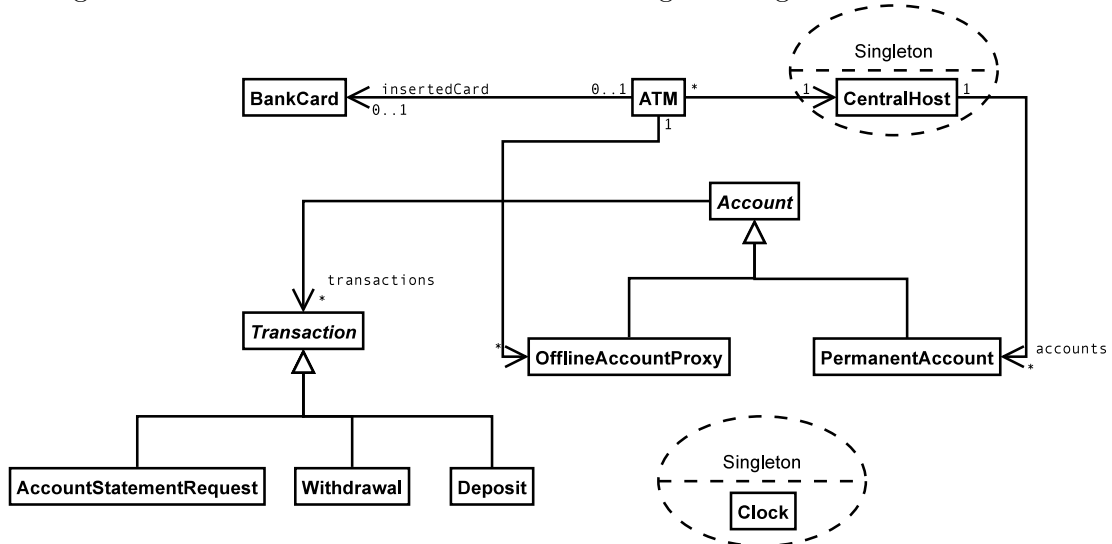 Singleton
BankCard
insertedCard
0..1
0..1
ATM
*
1
CentralHost
1
1
Account
transactions
*
Transaction
*
OfflineAccountProxy
PermanentAccount
accounts
*
AccountStatementRequest
Withdrawal
Deposit
Singleton
Clock